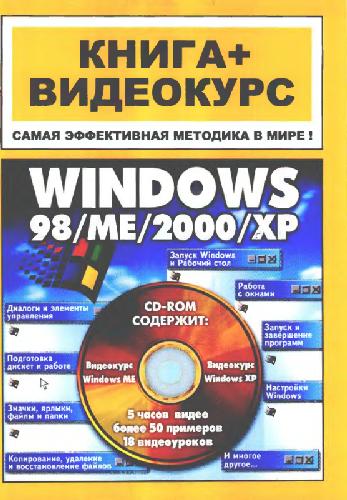 КНИГА+
ВИДЕОКУРС
САМАЯ ЭФФЕКТИВНАЯ МЕТОДИКА В МИРЕ !
WINDOWS
98/ME/2000/XP
Запуск Windows
и Рабочий стол
Работа
с окнами
Диалоги и элементы
управления
CD-ROM
СОДЕРЖИТ:
Запуск и
завершение
программ
Подготовка
дискет к работе
Видеокурс
Windows ME
Видеокурс
Windows XP
Настройки
Windows
Значки, ярлыки,
файлы и папки
5 часов видео
более 50 примеров
18 видеоуроков
Копирование, удаление
и восстановление файлов
И многое
другое...